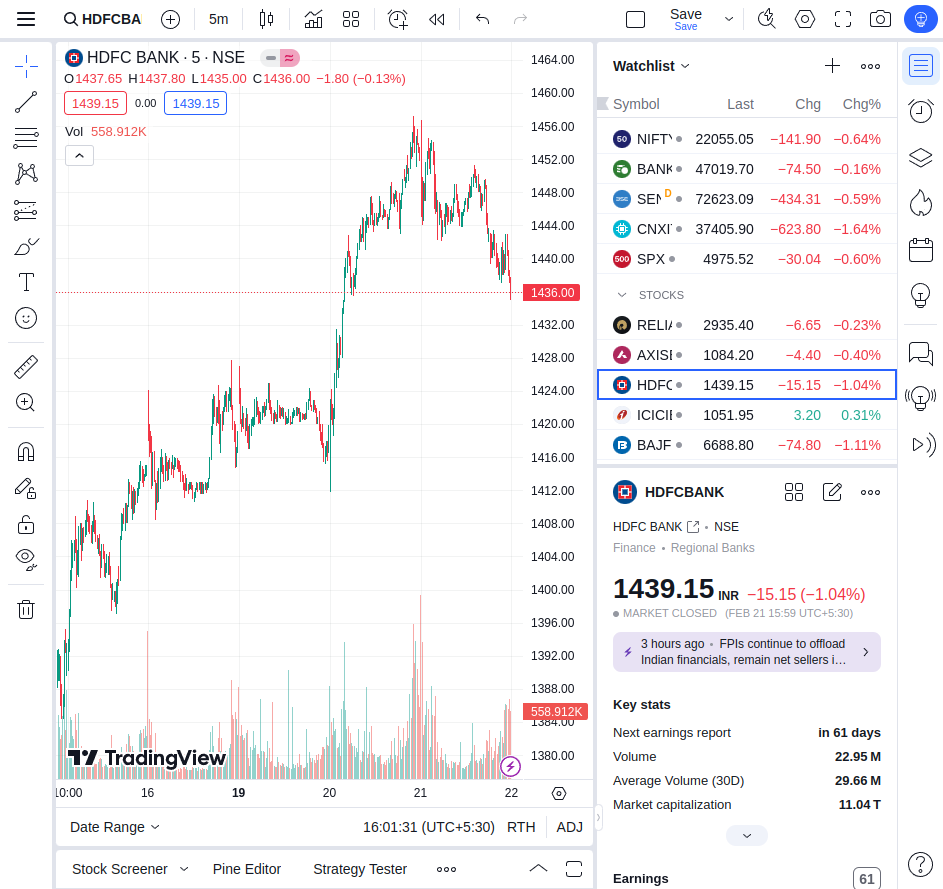 HDFCBA
5m
Save
Save
HDFC BANK · 5 · NSE
O1437.65 H1437.80 L1435.00 C1436.00 −1.80 (−0.13%)
1439.15 0.00 1439.15
Vol 558.912K
1464.00
1460.00
1456.00
1452.00
1448.00
1444.00
1440.00
1436.00
1432.00
1428.00
1424.00
1420.00
1416.00
1412.00
1408.00
1404.00
1400.00
1396.00
1392.00
1388.00
558.912K
1384.00
1380.00
TradingView
10:00 16 19 20 21 22
Date Range
16:01:31 (UTC+5:30) RTH ADJ
Stock Screener Pine Editor Strategy Tester
Watchlist
Symbol Last Chg Chg%
50 NIFTY 22055.05 −141.90 −0.64%
BANK 47019.70 −74.50 −0.16%
SEN D 72623.09 −434.31 −0.59%
CNXI 37405.90 −623.80 −1.64%
500 SPX 4975.52 −30.04 −0.60%
STOCKS
RELIA 2935.40 −6.65 −0.23%
AXISE 1084.20 −4.40 −0.40%
HDFC 1439.15 −15.15 −1.04%
ICICIE 1051.95 3.20 0.31%
BAJF 6688.80 −74.80 −1.11%
HDFCBANK
HDFC BANK • NSE
Finance • Regional Banks
1439.15 INR −15.15 (−1.04%)
MARKET CLOSED (FEB 21 15:59 UTC+5:30)
3 hours ago • FPIs continue to offload
Indian financials, remain net sellers i…
Key stats
Next earnings report in 61 days
Volume 22.95 M
Average Volume (30D) 29.66 M
Market capitalization 11.04 T
Earnings 61